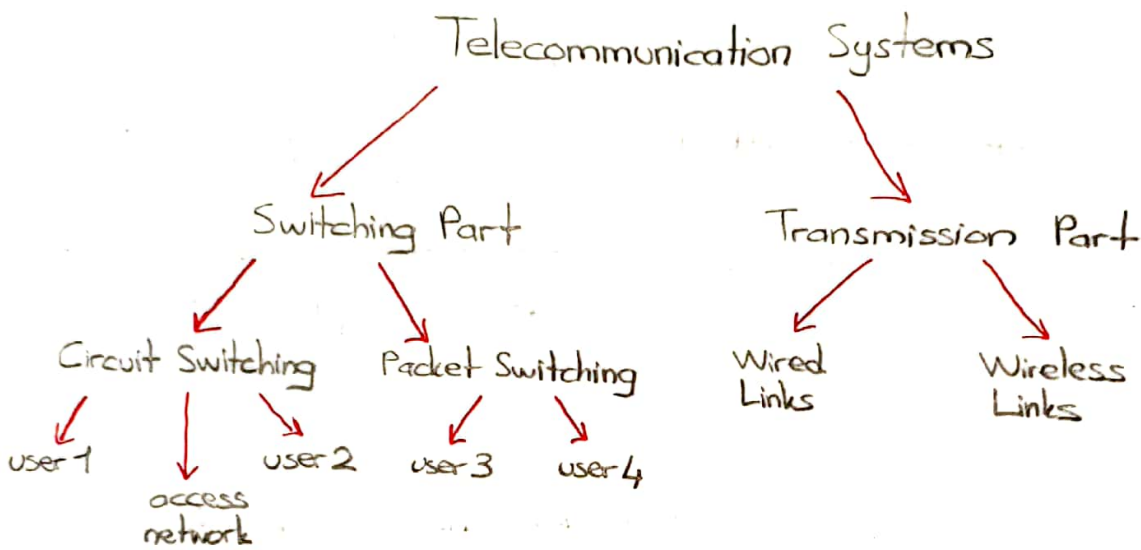 Telecommunication Systems
Switching Part
Transmission Part
Circuit Switching
Packet Switching
Wired
Links
Wireless
Links
user 1
access
network
user 2
user 3
user 4